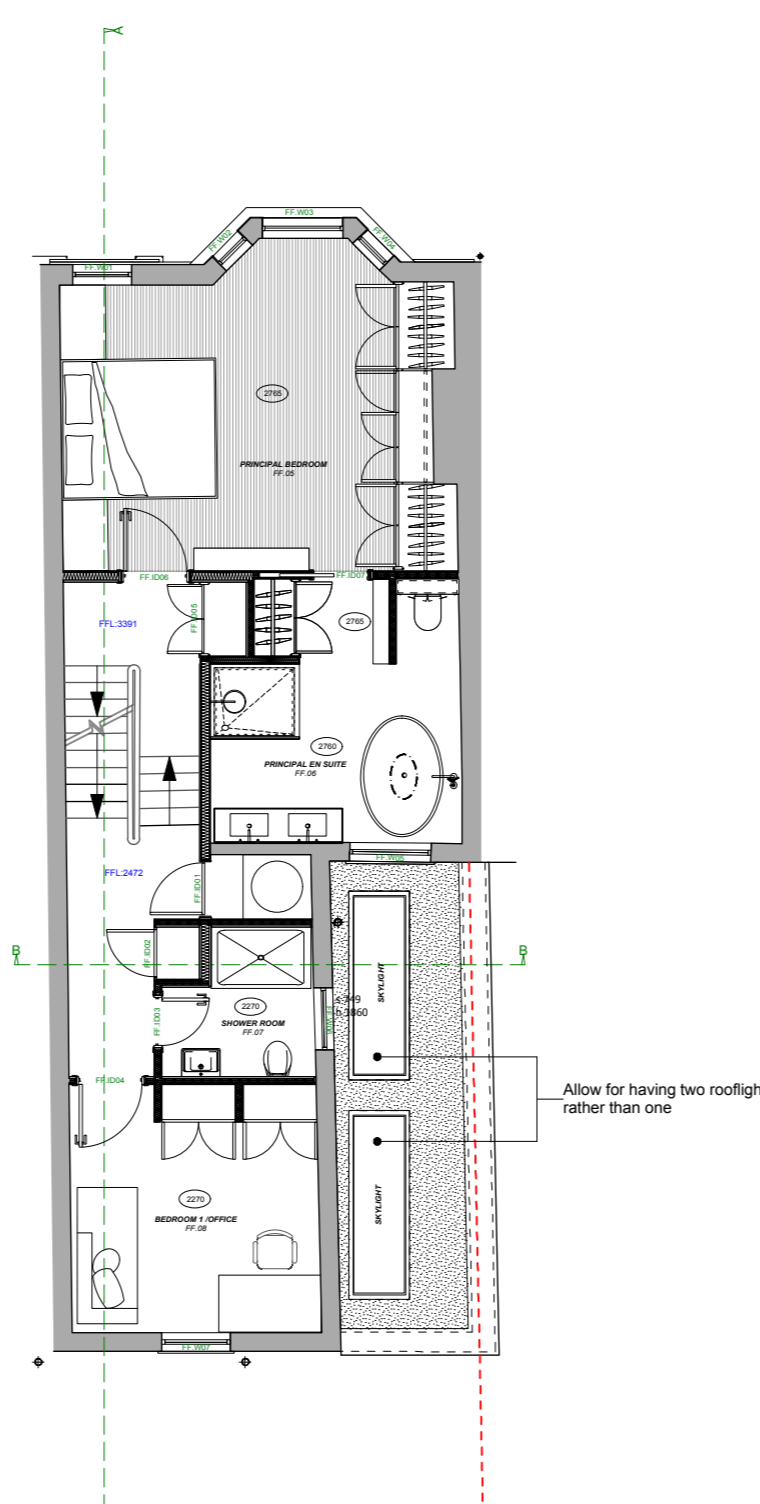 A
FF.W03
FF.W02
FF.W04
FF.W01
2765
PRINCIPAL BEDROOM
FF.05
FF.ID06
FF.ID07
FF.ID05
FFL:3391
2765
2760
PRINCIPAL EN SUITE
FF.06
FF.W05
FFL:2472
FF.ID01
FF.ID02
B
B
SKYLIGHT
2270
SHOWER ROOM
FF.07
FF.ID03
FF.ID04
Allow for having two roofligh
rather than one
SKYLIGHT
2270
BEDROOM 1 /OFFICE
FF.08
FF.W07